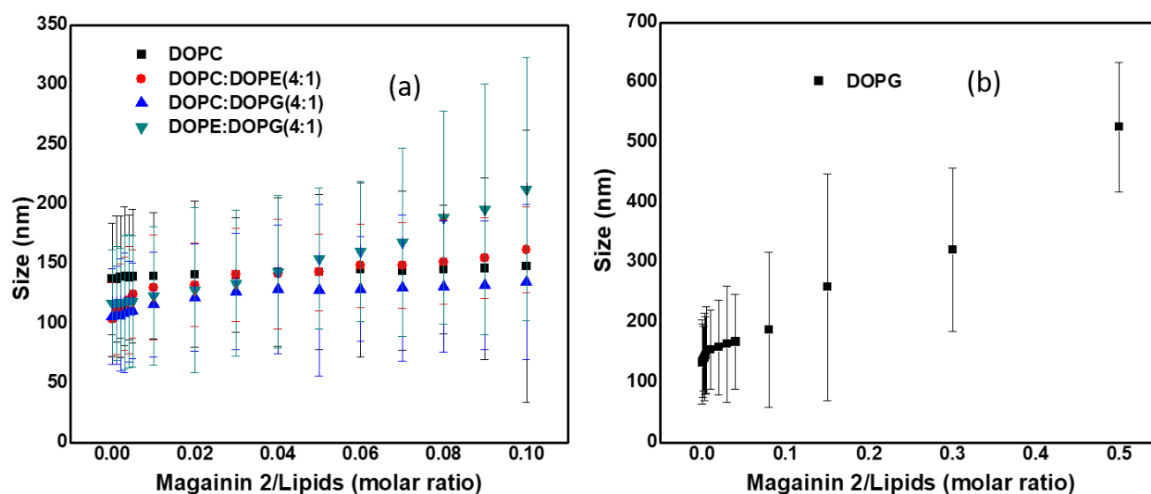 350
300
250
200
150
100
50
0
Size (nm)
DOPC
DOPC:DOPE(4:1)
DOPC:DOPG(4:1)
DOPE:DOPG(4:1)
(a)
0.00 0.02 0.04 0.06 0.08 0.10
Magainin 2/Lipids (molar ratio)
700
600
500
400
300
200
100
0
Size (nm)
DOPG
(b)
0.0 0.1 0.2 0.3 0.4 0.5
Magainin 2/Lipids (molar ratio)